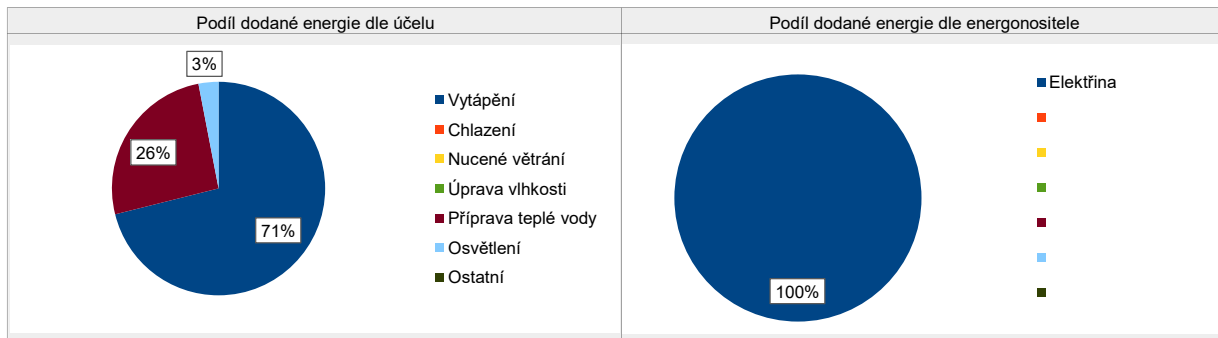 Podíl dodané energie dle účelu
3%
26%
71%
Vytápění
Chlazení
Nucené větrání
Úprava vlhkosti
Příprava teplé vody
Osvětlení
Ostatní
Podíl dodané energie dle energonositele
100%
Elektřina